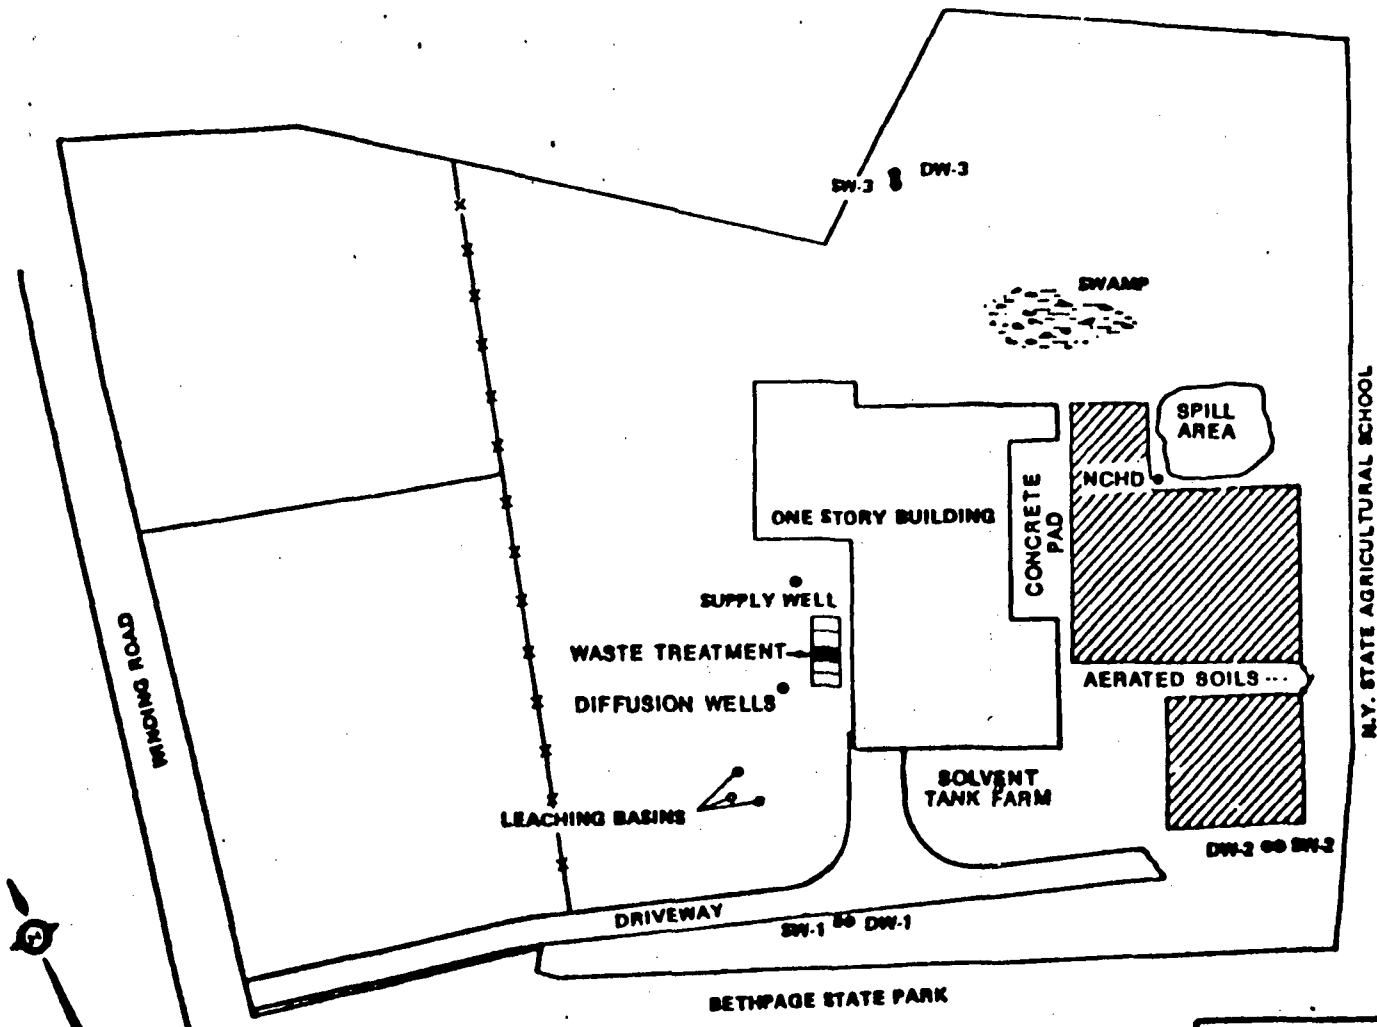 SW-3 DW-3
SWAMP
SPILL
AREA
NCHD
ONE STORY BUILDING
CONCRETE
PAD
N.Y. STATE AGRICULTURAL SCHOOL
SUPPLY WELL
WASTE TREATMENT
DIFFUSION WELLS
AERATED SOILS
WINDING ROAD
SOLVENT
TANK FARM
LEACHING BASINS
DW-2 SW-2
DRIVEWAY
SW-1 DW-1
BETHPAGE STATE PARK